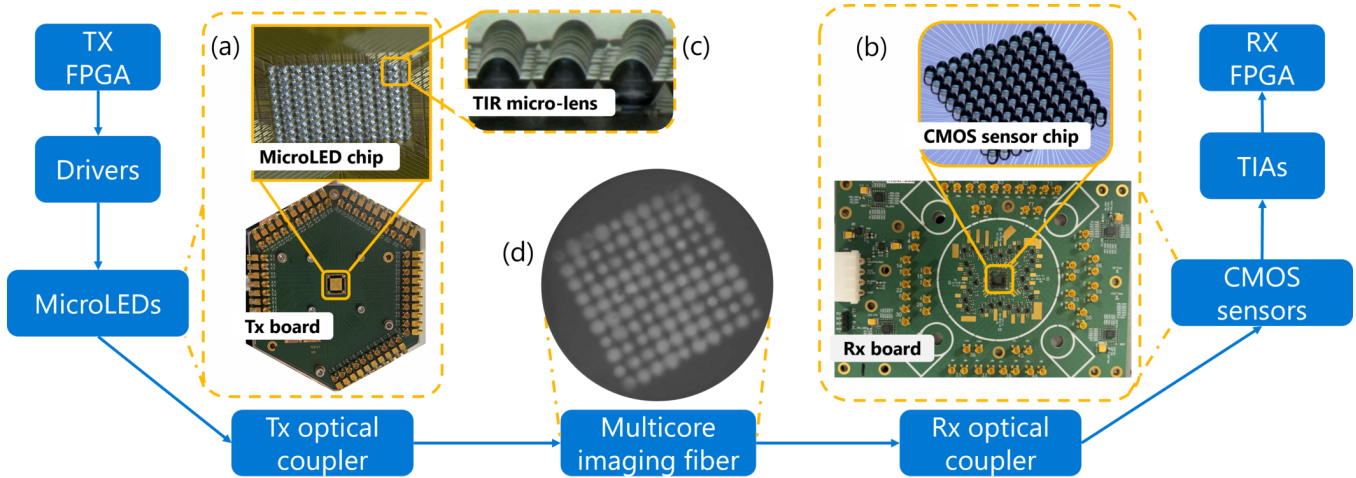 TX
FPGA
Drivers
MicroLEDs
(a)
MicroLED chip
Tx board
TIR micro-lens
(c)
(d)
(b)
CMOS sensor chip
Rx board
RX
FPGA
TIAs
CMOS
sensors
Tx optical
coupler
Multicore
imaging fiber
Rx optical
coupler